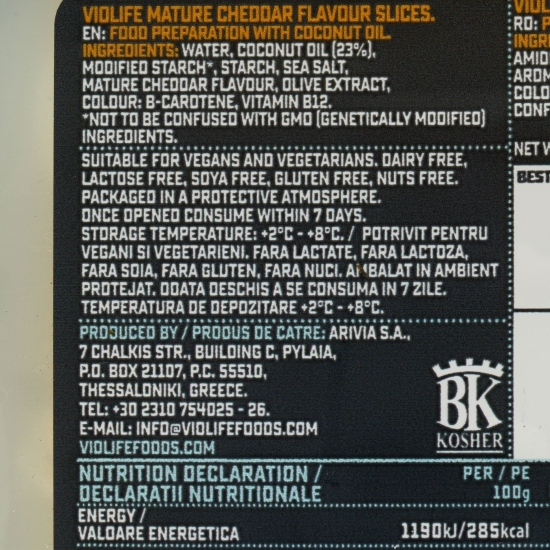 VIOLIFE MATURE CHEDDAR FLAVOUR SLICES.
EN: FOOD PREPARATION WITH COCONUT OIL.
INGREDIENTS: WATER, COCONUT OIL (23%),
MODIFIED STARCH*, STARCH, SEA SALT,
MATURE CHEDDAR FLAVOUR, OLIVE EXTRACT,
COLOUR: B-CAROTENE, VITAMIN B12.
*NOT TO BE CONFUSED WITH GMO (GENETICALLY MODIFIED)
INGREDIENTS.
SUITABLE FOR VEGANS AND VEGETARIANS. DAIRY FREE,
LACTOSE FREE, SOYA FREE, GLUTEN FREE, NUTS FREE.
PACKAGED IN A PROTECTIVE ATMOSPHERE.
ONCE OPENED CONSUME WITHIN 7 DAYS.
STORAGE TEMPERATURE: +2°C - +8°C. / POTRIVIT PENTRU
VEGANI SI VEGETARIENI. FARA LACTATE, FARA LACTOZA,
FARA SOIA, FARA GLUTEN, FARA NUCI. AMBALAT IN AMBIENT
PROTEJAT. ODATA DESCHIS A SE CONSUMA IN 7 ZILE.
TEMPERATURA DE DEPOZITARE +2°C - +8°C.
PRODUCED BY / PRODUS DE CATRE: ARIVIA S.A.,
7 CHALKIS STR., BUILDING C, PYLAIA,
P.O. BOX 21107, P.C. 55510,
THESSALONIKI, GREECE.
TEL: +30 2310 754025 - 26.
E-MAIL: INFO@VIOLIFEFOODS.COM
VIOLIFEFOODS.COM
BK
KOSHER
NUTRITION DECLARATION / PER / PE
DECLARATII NUTRITIONALE 100g
ENERGY /
VALOARE ENERGETICA 1190kJ/285kcal
RO:
NET
BEST